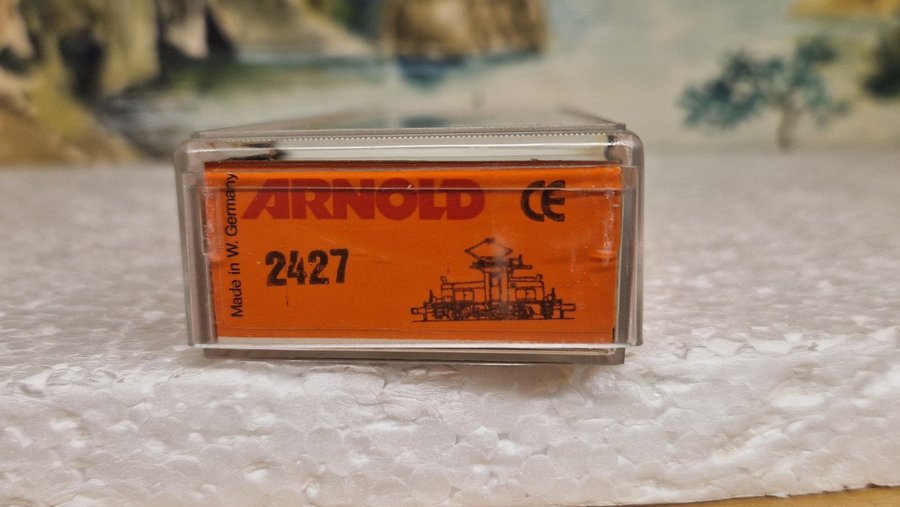 Made in W. Germany
ARNOLD
CE
2427